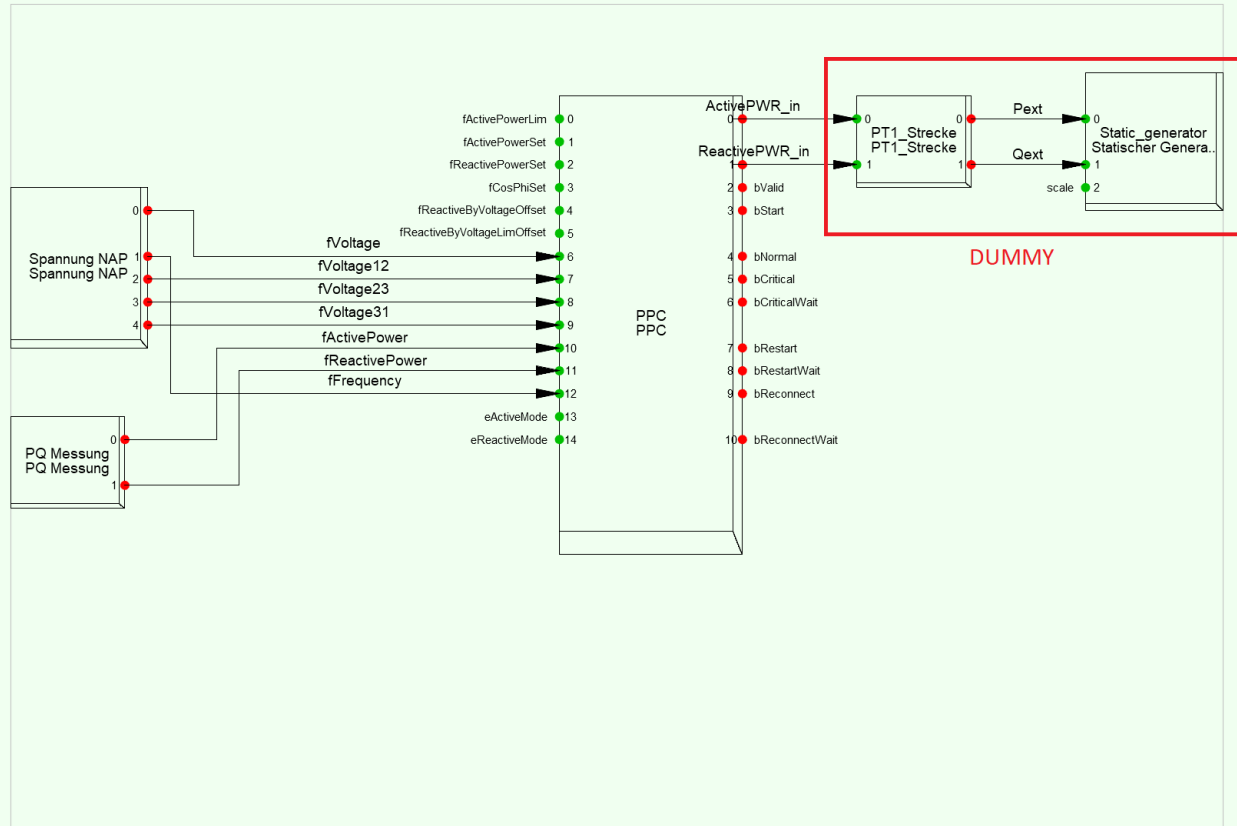 Spannung NAP
Spannung NAP
0
1
2
3
4
PQ Messung
PQ Messung
0
1
fVoltage
fVoltage12
fVoltage23
fVoltage31
fActivePower
fReactivePower
fFrequency
fActivePowerLim 0
fActivePowerSet 1
fReactivePowerSet 2
fCosPhiSet 3
fReactiveByVoltageOffset 4
fReactiveByVoltageLimOffset 5
6
7
8
9
10
11
12
eActiveMode 13
eReactiveMode 14
PPC
PPC
0 ActivePWR_in
1 ReactivePWR_in
2 bValid
3 bStart
4 bNormal
5 bCritical
6 bCriticalWait
7 bRestart
8 bRestartWait
9 bReconnect
10 bReconnectWait
0 0
PT1_Strecke
PT1_Strecke
1 1
Pext
Qext
0
Static_generator
Statischer Genera..
1
scale 2
DUMMY